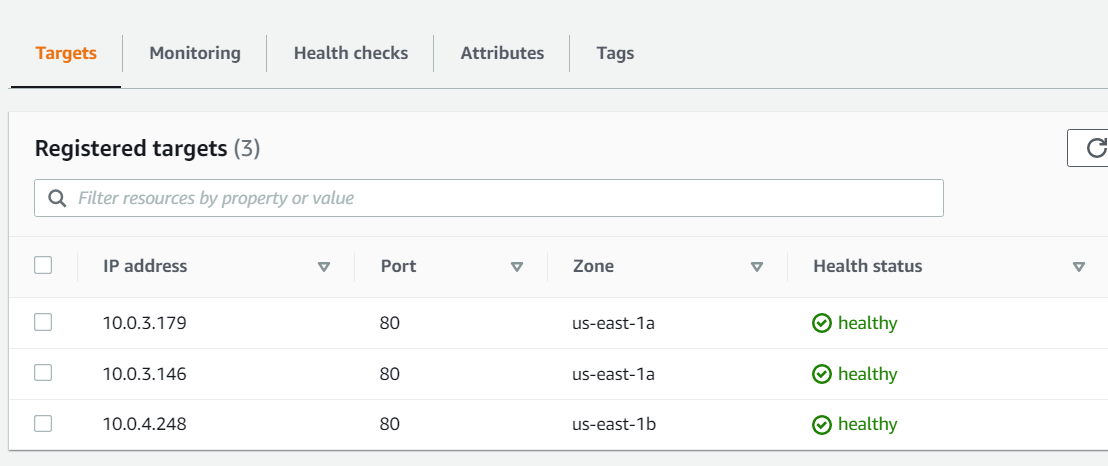 Targets Monitoring Health checks Attributes Tags
Registered targets (3)
Filter resources by property or value
IP address Port Zone Health status
10.0.3.179 80 us-east-1a healthy
10.0.3.146 80 us-east-1a healthy
10.0.4.248 80 us-east-1b healthy